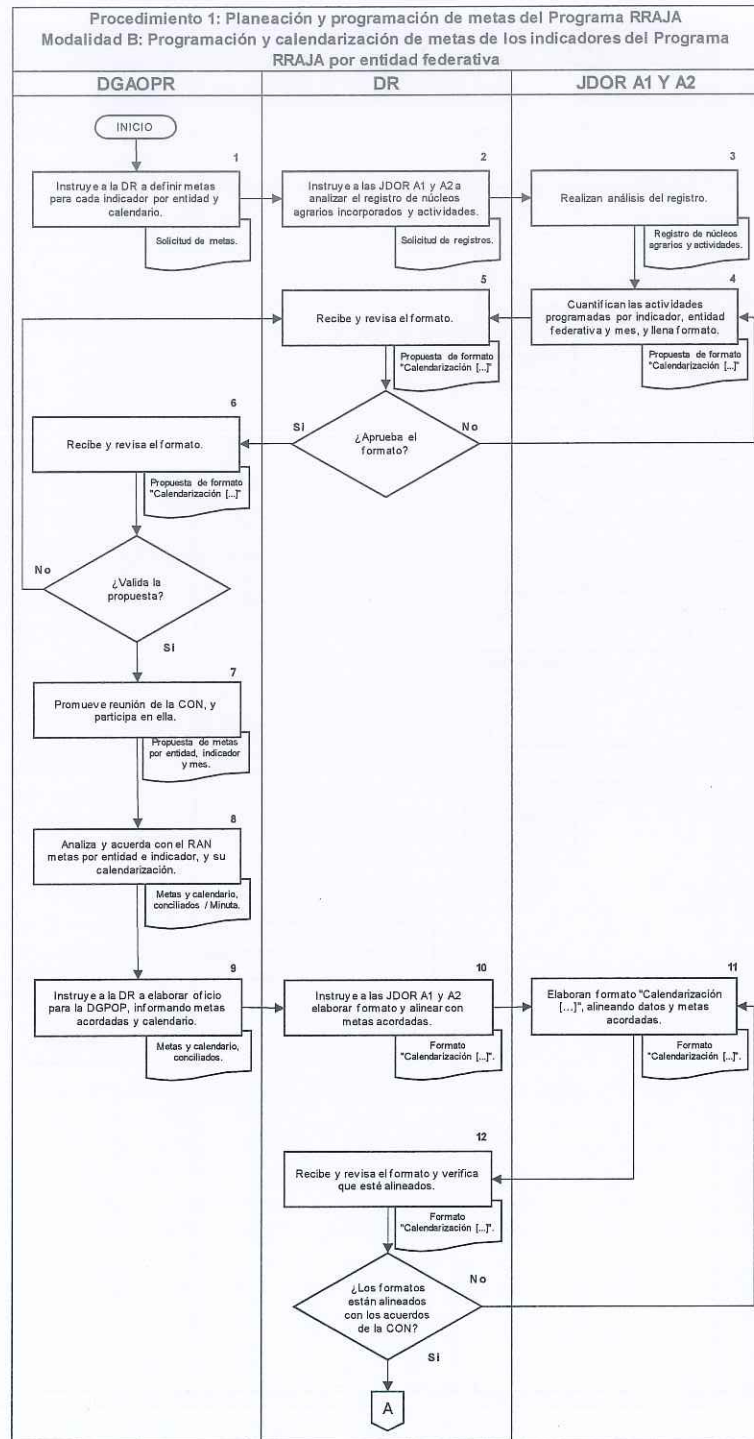 Procedimiento 1: Planeación y programación de metas del Programa RRAJA
Modalidad B: Programación y calendarización de metas de los indicadores del Programa
RRAJA por entidad federativa
DGAOPR
DR
JDOR A1 Y A2
INICIO
1
Instruye a la DR a definir metas
para cada indicador por entidad y
calendario.
Solicitud de metas.
2
Instruye a las JDOR A1 y A2 a
analizar el registro de núcleos
agrarios incorporados y actividades.
Solicitud de registros.
3
Realizan análisis del registro.
Registro de núcleos
agrarios y actividades.
4
Cuantifican las actividades
programadas por indicador, entidad
federativa y mes, y llena formato.
Propuesta de formato
"Calendarización [...]"
5
Recibe y revisa el formato.
Propuesta de formato
"Calendarización [...]"
¿Aprueba el
formato?
Si
No
6
Recibe y revisa el formato.
Propuesta de formato
"Calendarización [...]"
¿Valida la
propuesta?
No
Si
7
Promueve reunión de la CON, y
participa en ella.
Propuesta de metas
por entidad, indicador
y mes.
8
Analiza y acuerda con el RAN
metas por entidad e indicador, y su
calendarización.
Metas y calendario,
conciliados / Minuta.
9
Instruye a la DR a elaborar oficio
para la DGPOP, informando metas
acordadas y calendario.
Metas y calendario,
conciliados.
10
Instruye a las JDOR A1 y A2
elaborar formato y alinear con
metas acordadas.
Formato
"Calendarización [...]".
11
Elaboran formato "Calendarización
[...]", alineando datos y metas
acordadas.
Formato
"Calendarización [...]".
12
Recibe y revisa el formato y verifica
que esté alineados.
Formato
"Calendarización [...]".
¿Los formatos
están alineados
con los acuerdos
de la CON?
No
Si
A